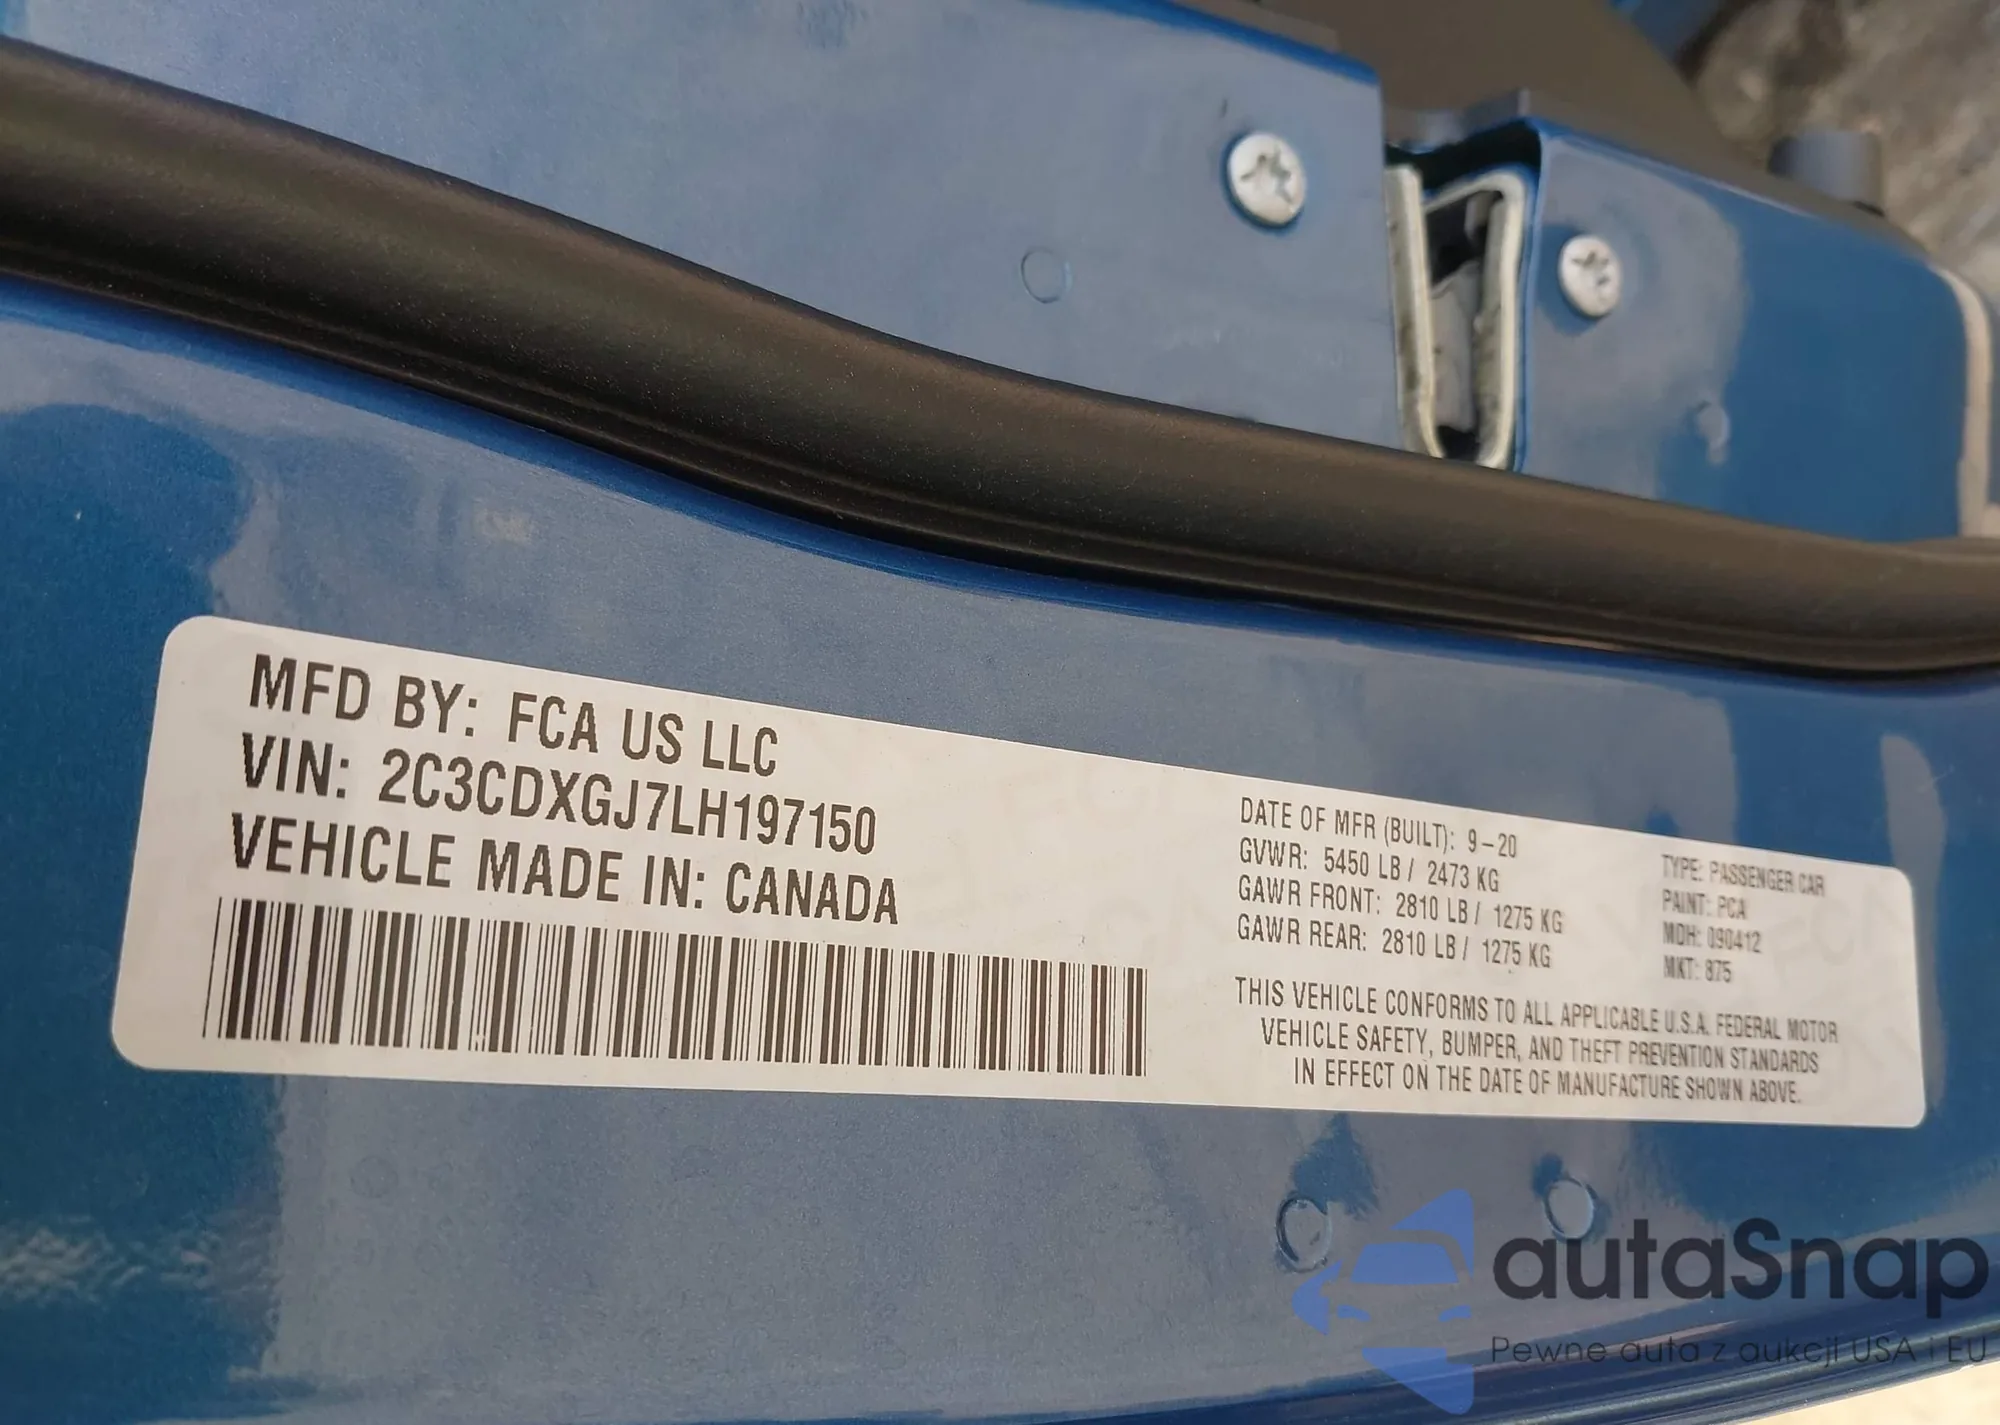 MFD BY: FCA US LLC
VIN: 2C3CDXGJ7LH197150
VEHICLE MADE IN: CANADA
DATE OF MFR (BUILT): 9-20
GVWR: 5450 LB / 2473 KG
GAWR FRONT: 2810 LB / 1275 KG
GAWR REAR: 2810 LB / 1275 KG
TYPE: PASSENGER CAR
PAINT: PCA
MDH: 090412
MKT: 875
THIS VEHICLE CONFORMS TO ALL APPLICABLE U.S.A. FEDERAL MOTOR
VEHICLE SAFETY, BUMPER, AND THEFT PREVENTION STANDARDS
IN EFFECT ON THE DATE OF MANUFACTURE SHOWN ABOVE.
autaSnap
Pewne auta z aukcji USA i EU